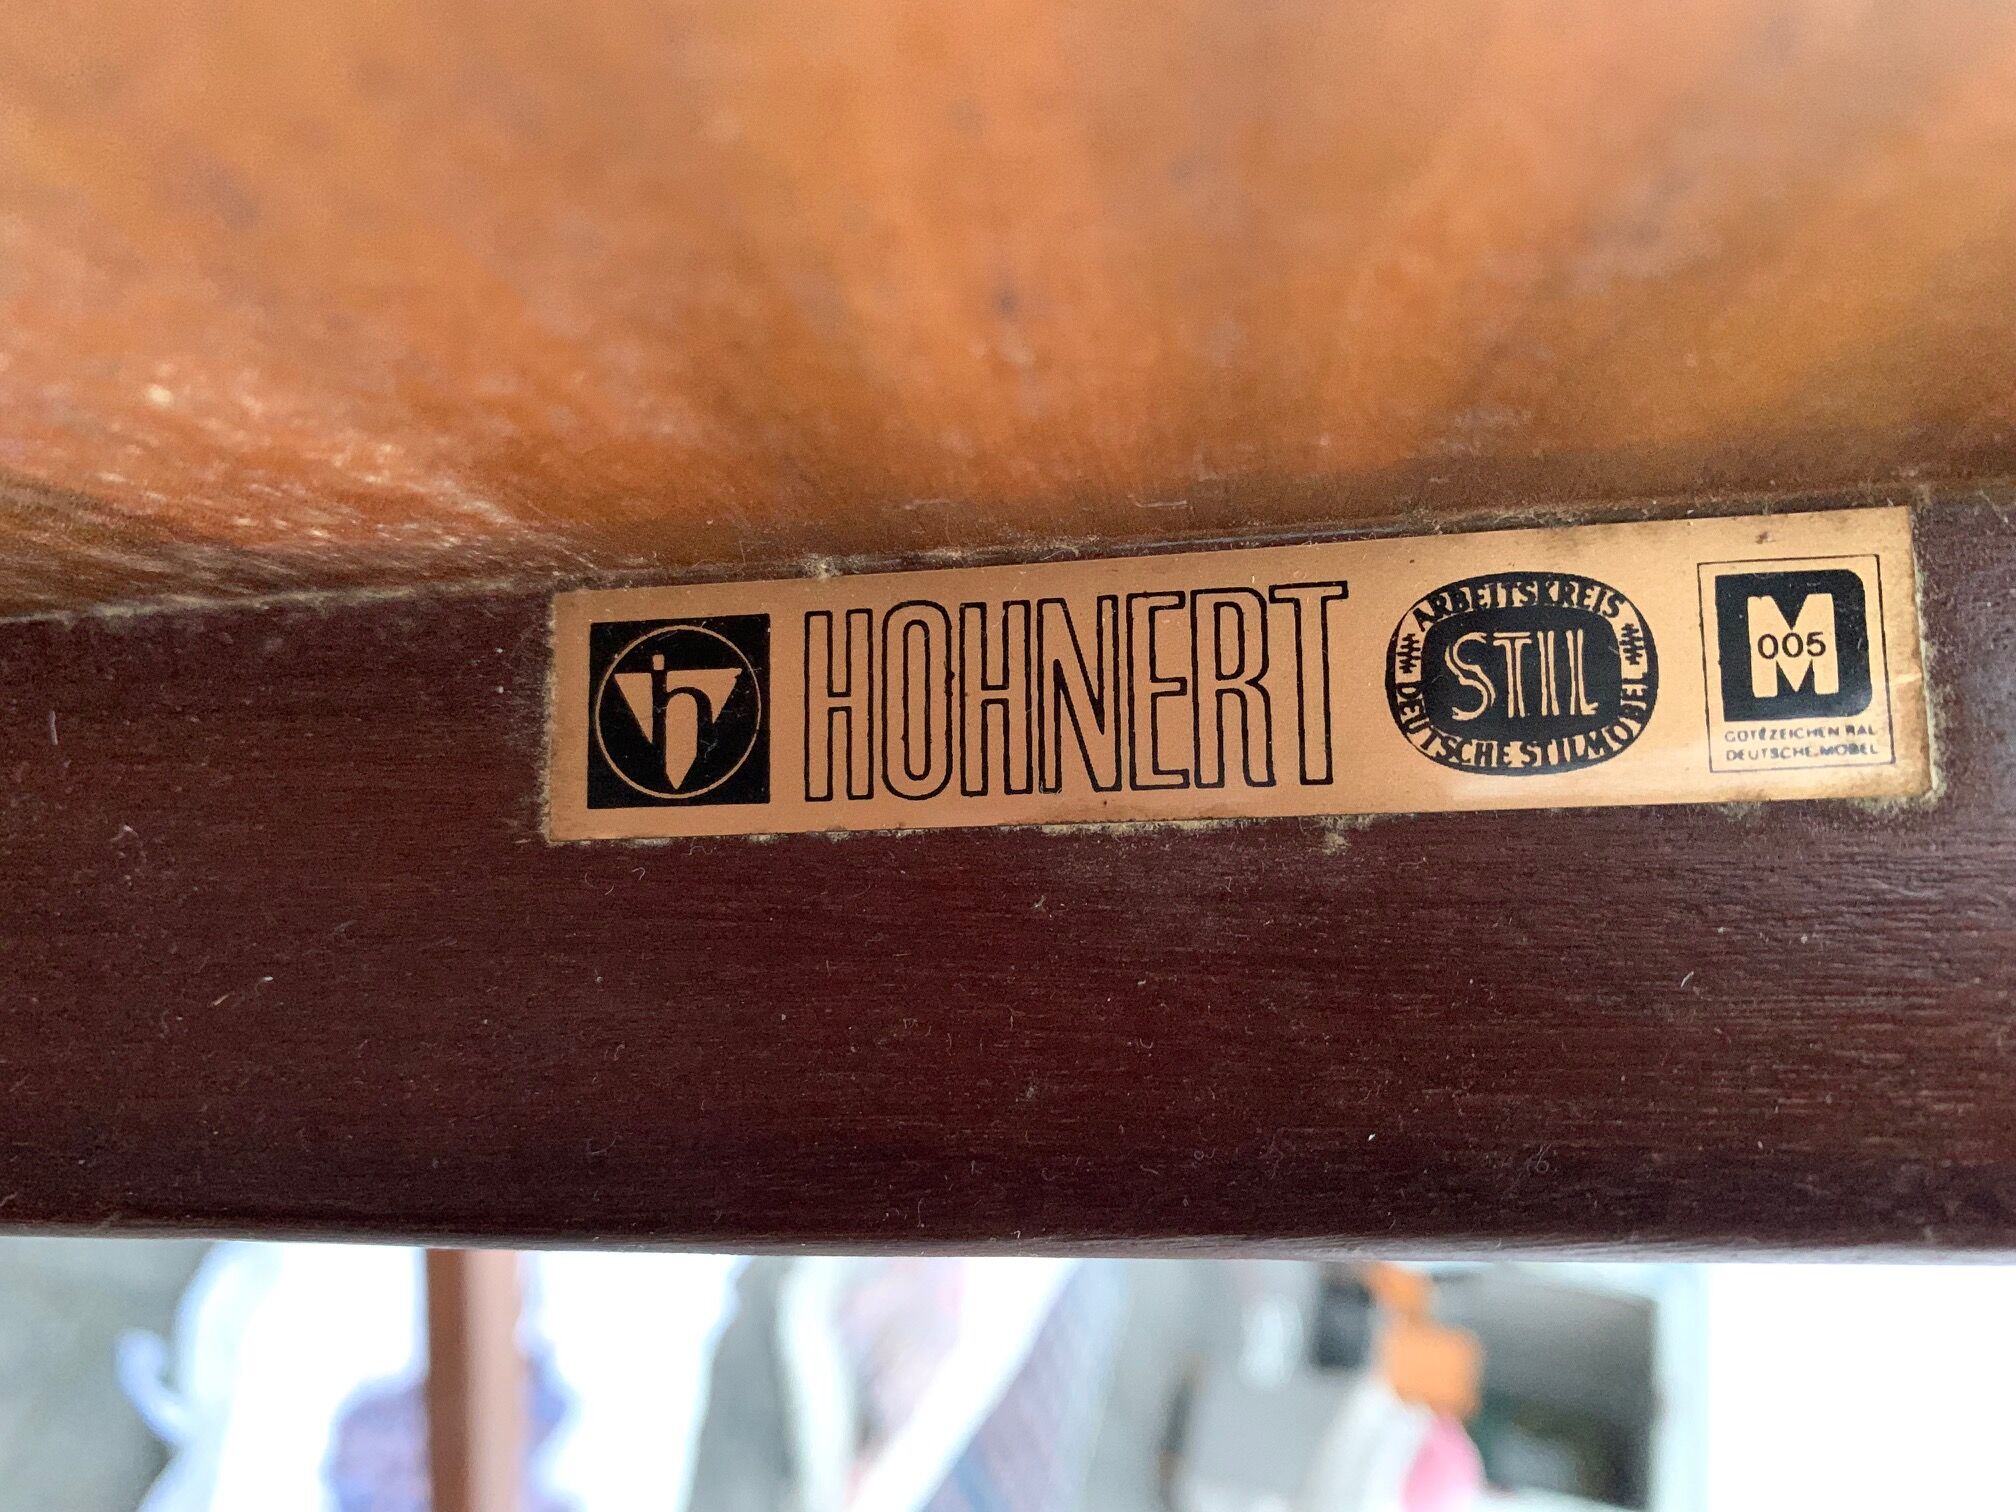 h
HOHNERT
ARBEITSKREIS
STIL
DEUTSCHE STILMÖBEL
M
005
GÜTEZEICHEN RAL
DEUTSCHE MÖBEL